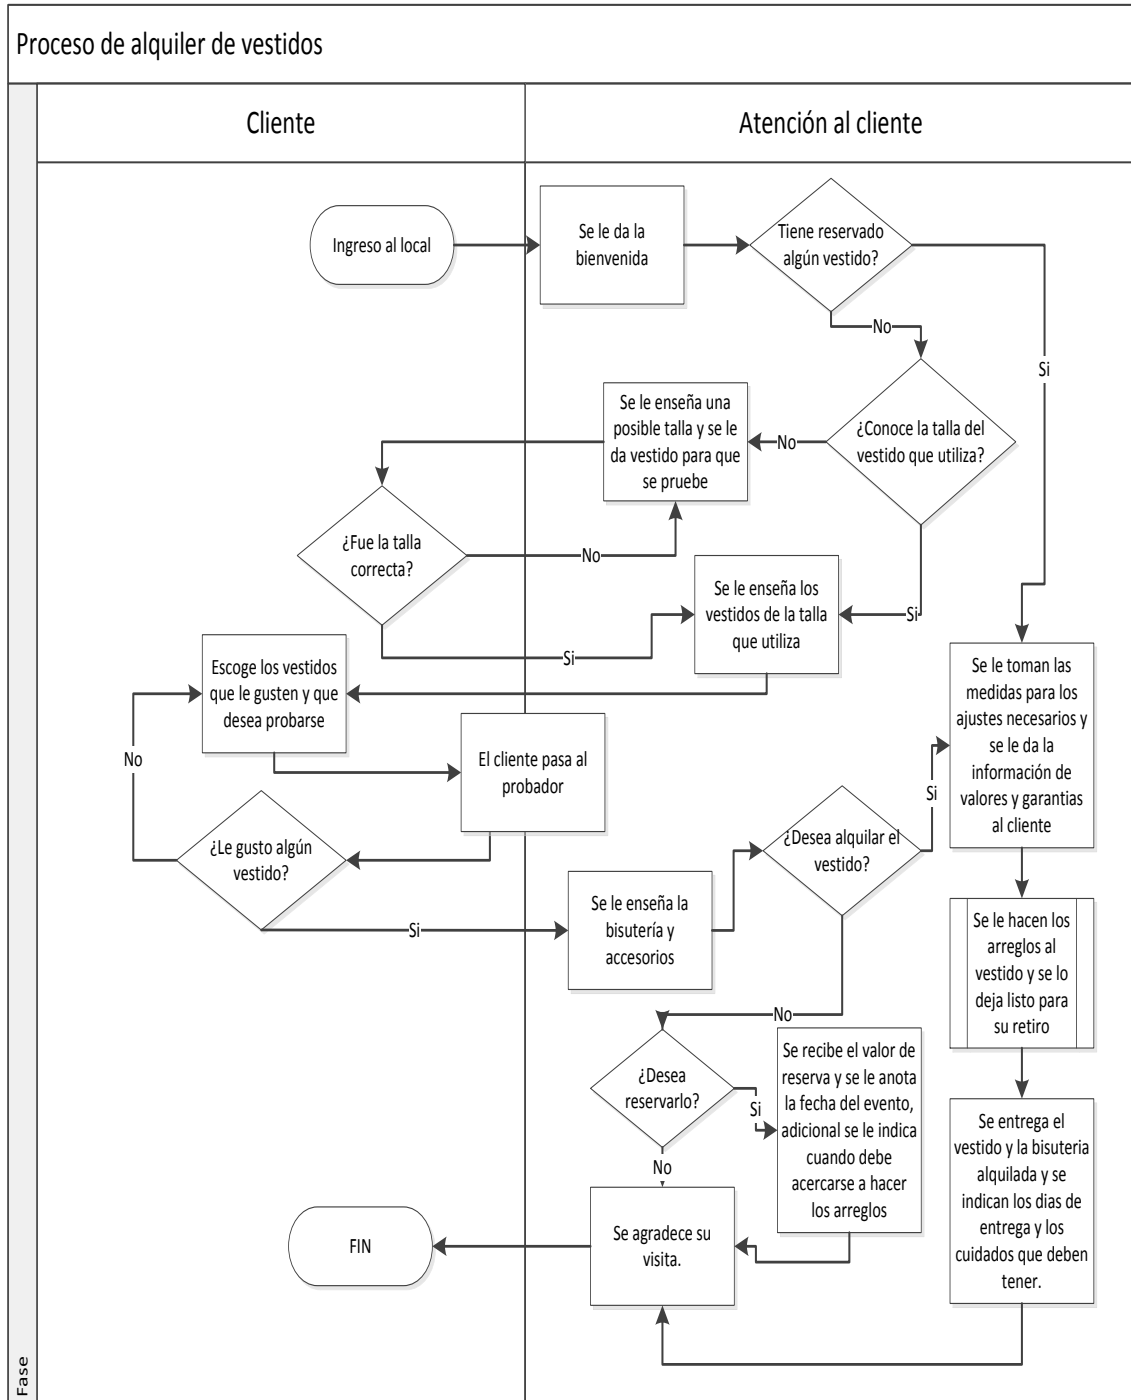 Proceso de alquiler de vestidos
Fase
Cliente
Atención al cliente
Ingreso al local
Se le da la
bienvenida
Tiene reservado
algún vestido?
No
Si
¿Conoce la talla del
vestido que utiliza?
No
Si
Se le enseña una
posible talla y se le
da vestido para que
se pruebe
¿Fue la talla
correcta?
No
Si
Se le enseña los
vestidos de la talla
que utiliza
Escoge los vestidos
que le gusten y que
desea probarse
El cliente pasa al
probador
¿Le gusto algún
vestido?
No
Si
Se le enseña la
bisutería y
accesorios
¿Desea alquilar el
vestido?
Si
No
Se le toman las
medidas para los
ajustes necesarios y
se le da la
información de
valores y garantias
al cliente
Se le hacen los
arreglos al
vestido y se lo
deja listo para
su retiro
¿Desea
reservarlo?
Si
No
Se recibe el valor de
reserva y se le anota
la fecha del evento,
adicional se le indica
cuando debe
acercarse a hacer
los arreglos
Se entrega el
vestido y la bisuteria
alquilada y se
indican los dias de
entrega y los
cuidados que deben
tener.
Se agradece su
visita.
FIN